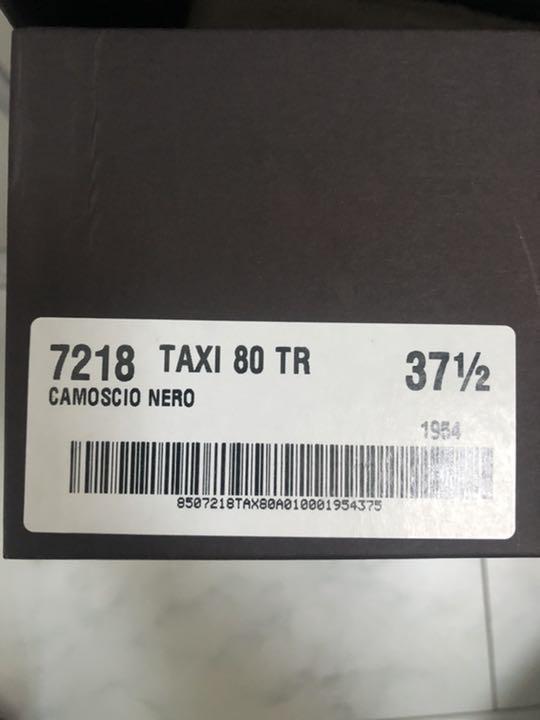 7218 TAXI 80 TR 37½
CAMOSCIO NERO
1954
8507218TAX80A010001954375